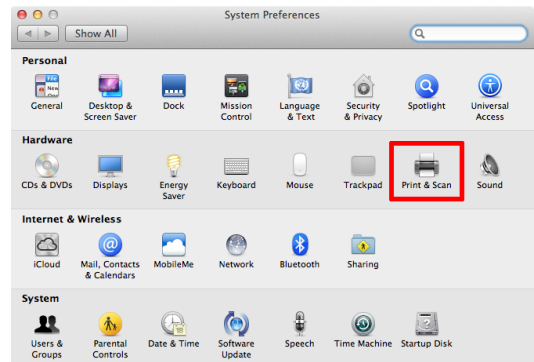 System Preferences
Show All
Personal
File
New
General
Desktop &
Screen Saver
Dock
Mission
Control
Language
& Text
Security
& Privacy
Spotlight
Universal
Access
Hardware
CDs & DVDs
Displays
Energy
Saver
Keyboard
Mouse
Trackpad
Print & Scan
Sound
Internet & Wireless
iCloud
Mail, Contacts
& Calendars
MobileMe
Network
Bluetooth
Sharing
System
Users &
Groups
Parental
Controls
Date & Time
Software
Update
Speech
Time Machine
Startup Disk